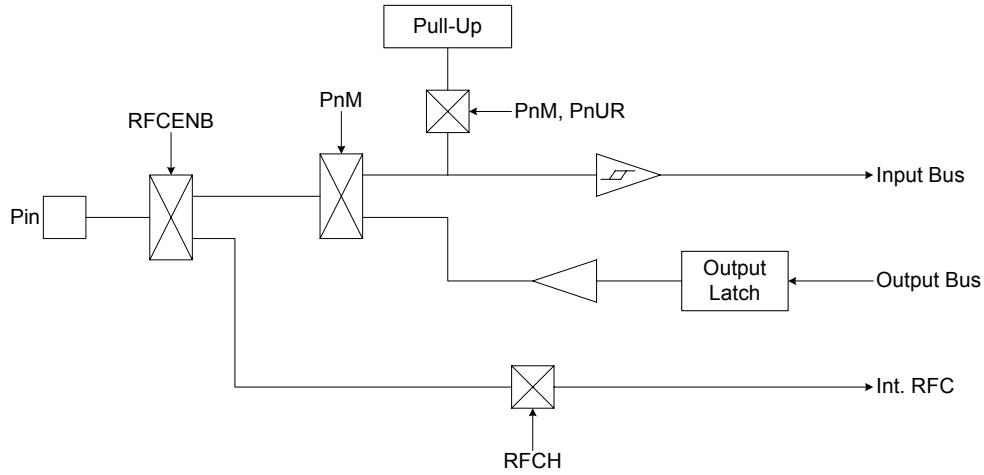 Pull-Up
PnM
PnM, PnUR
RFCENB
Pin
Input Bus
Output
Latch
Output Bus
Int. RFC
RFCH